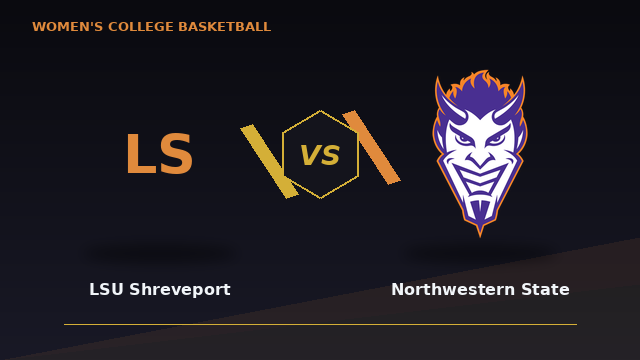 WOMEN'S COLLEGE BASKETBALL
LS
VS
LSU Shreveport
Northwestern State